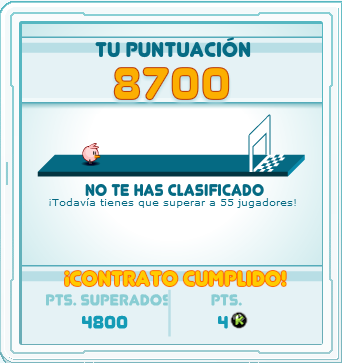 TU PUNTUACIÓN
8700
NO TE HAS CLASIFICADO
¡Todavía tienes que superar a 55 jugadores!
¡CONTRATO CUMPLIDO!
PTS. SUPERADOS PTS.
4800 4